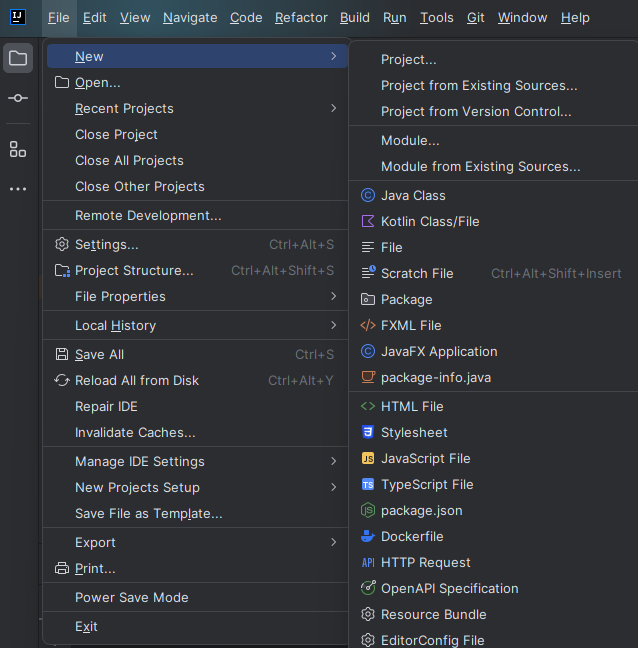 IJ
File Edit View Navigate Code Refactor Build Run Tools Git Window Help
New
Open...
Recent Projects
Close Project
Close All Projects
Close Other Projects
Remote Development...
Settings... Ctrl+Alt+S
Project Structure... Ctrl+Alt+Shift+S
File Properties
Local History
Save All Ctrl+S
Reload All from Disk Ctrl+Alt+Y
Repair IDE
Invalidate Caches...
Manage IDE Settings
New Projects Setup
Save File as Template...
Export
Print...
Power Save Mode
Exit
Project...
Project from Existing Sources...
Project from Version Control...
Module...
Module from Existing Sources...
C Java Class
Kotlin Class/File
File
Scratch File Ctrl+Alt+Shift+Insert
Package
FXML File
C JavaFX Application
package-info.java
<> HTML File
3 Stylesheet
JS JavaScript File
TS TypeScript File
JS package.json
Dockerfile
API HTTP Request
OpenAPI Specification
Resource Bundle
EditorConfig File